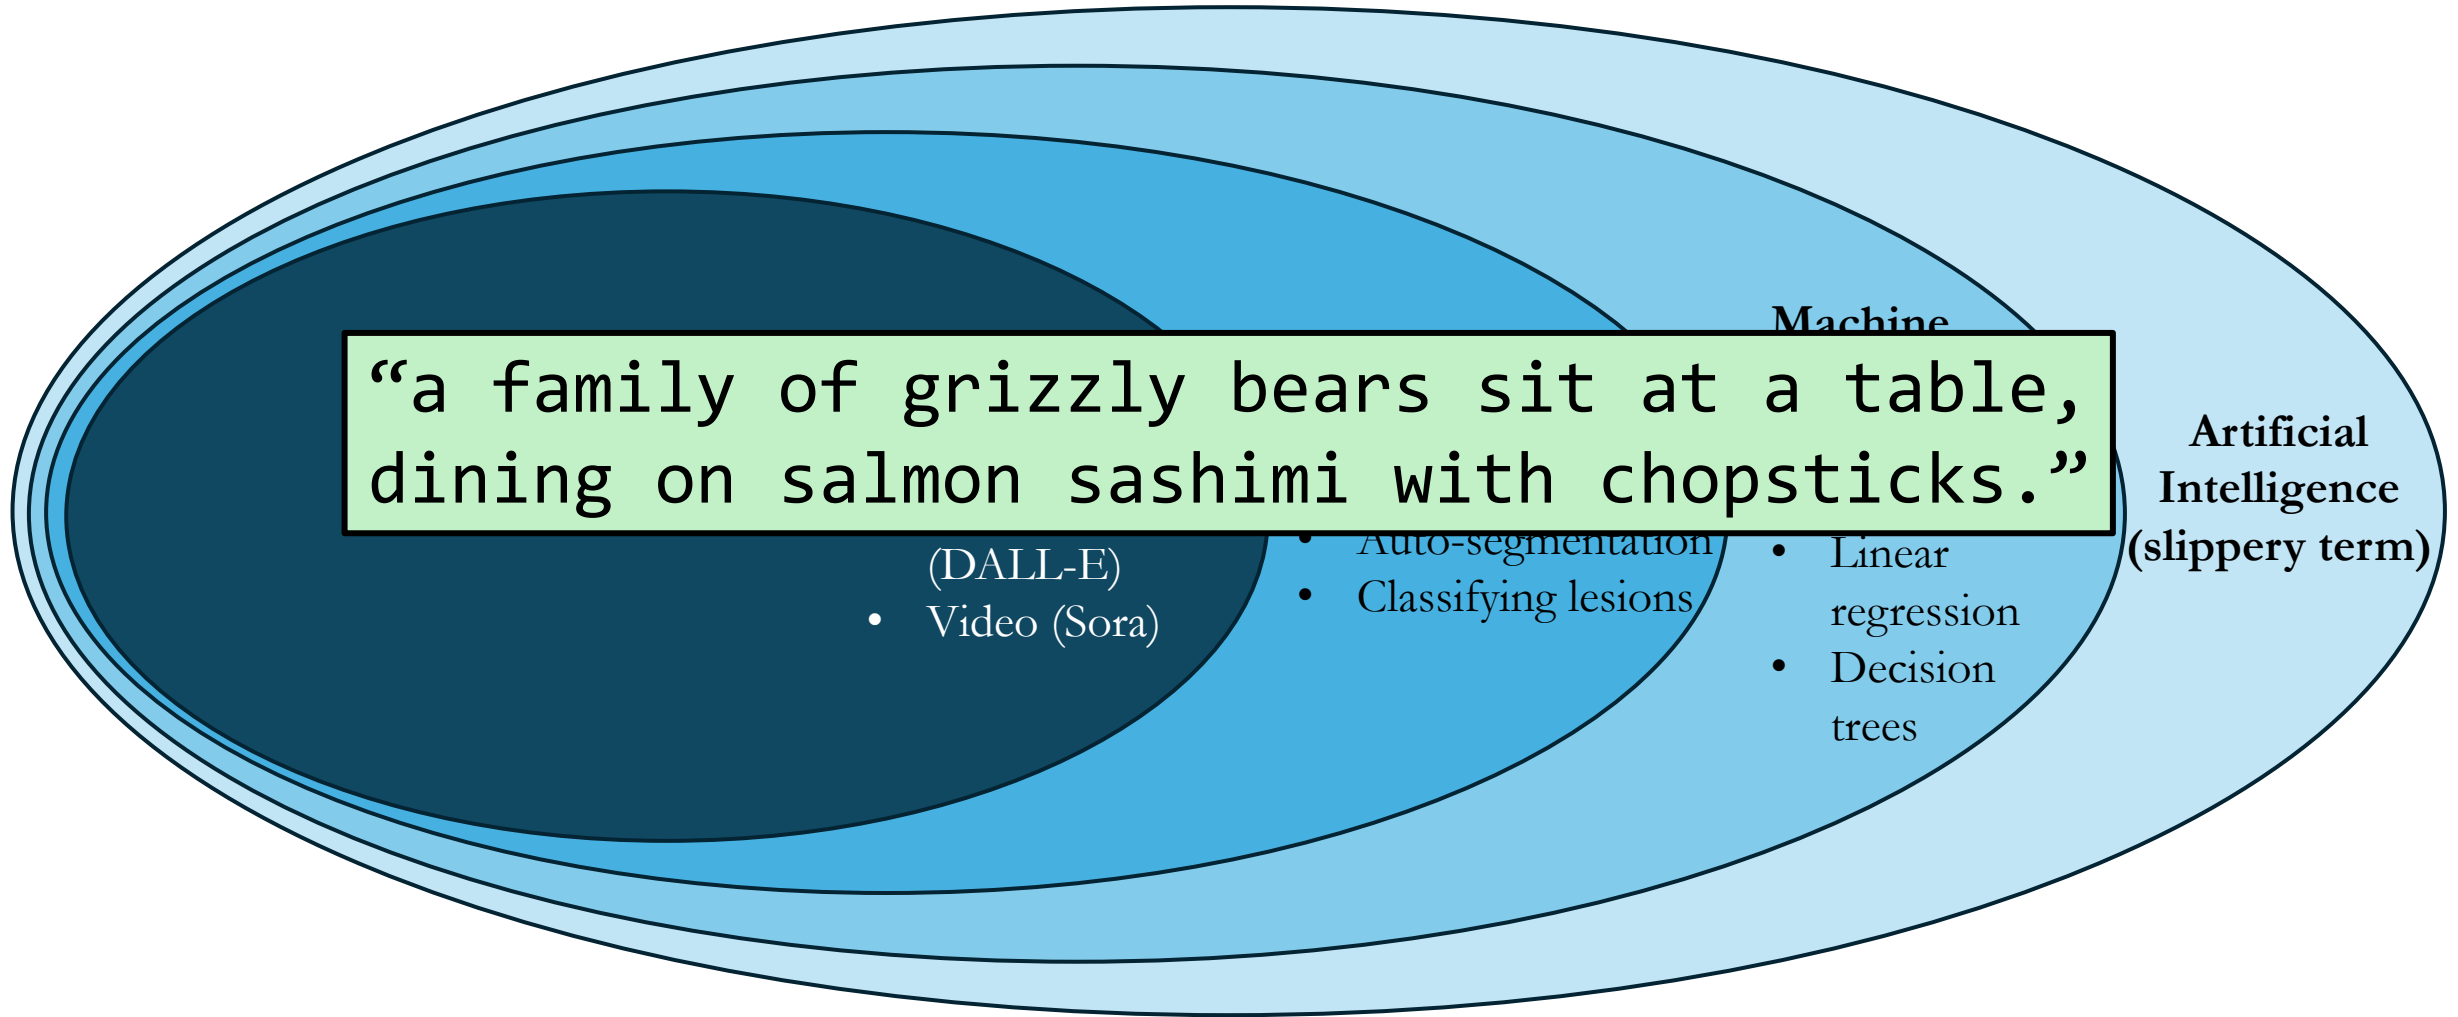 Machine
“a family of grizzly bears sit at a table,
dining on salmon sashimi with chopsticks.”
(DALL-E)
• Video (Sora)
• Auto-segmentation
• Classifying lesions
• Linear
regression
• Decision
trees
Artificial
Intelligence
(slippery term)